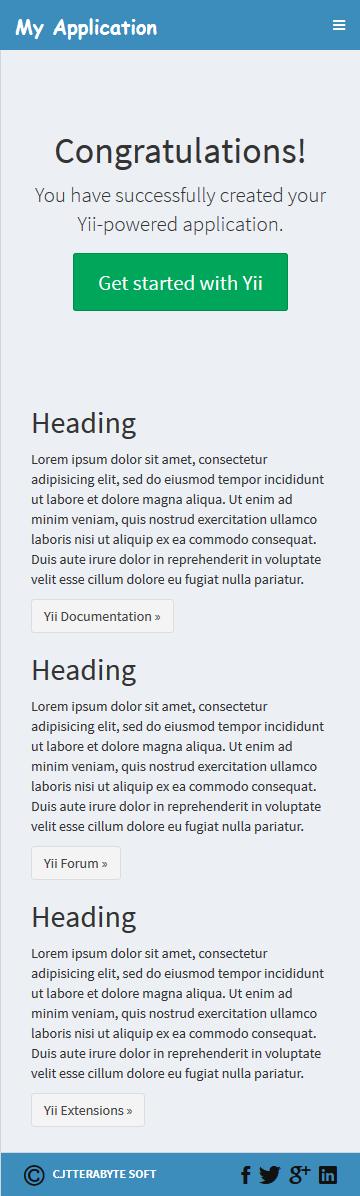 My Application
Congratulations!
You have successfully created your
Yii-powered application.
Get started with Yii
Heading
Lorem ipsum dolor sit amet, consectetur
adipisicing elit, sed do eiusmod tempor incididunt
ut labore et dolore magna aliqua. Ut enim ad
minim veniam, quis nostrud exercitation ullamco
laboris nisi ut aliquip ex ea commodo consequat.
Duis aute irure dolor in reprehenderit in voluptate
velit esse cillum dolore eu fugiat nulla pariatur.
Yii Documentation »
Heading
Lorem ipsum dolor sit amet, consectetur
adipisicing elit, sed do eiusmod tempor incididunt
ut labore et dolore magna aliqua. Ut enim ad
minim veniam, quis nostrud exercitation ullamco
laboris nisi ut aliquip ex ea commodo consequat.
Duis aute irure dolor in reprehenderit in voluptate
velit esse cillum dolore eu fugiat nulla pariatur.
Yii Forum »
Heading
Lorem ipsum dolor sit amet, consectetur
adipisicing elit, sed do eiusmod tempor incididunt
ut labore et dolore magna aliqua. Ut enim ad
minim veniam, quis nostrud exercitation ullamco
laboris nisi ut aliquip ex ea commodo consequat.
Duis aute irure dolor in reprehenderit in voluptate
velit esse cillum dolore eu fugiat nulla pariatur.
Yii Extensions »
© CJTTERABYTE SOFT